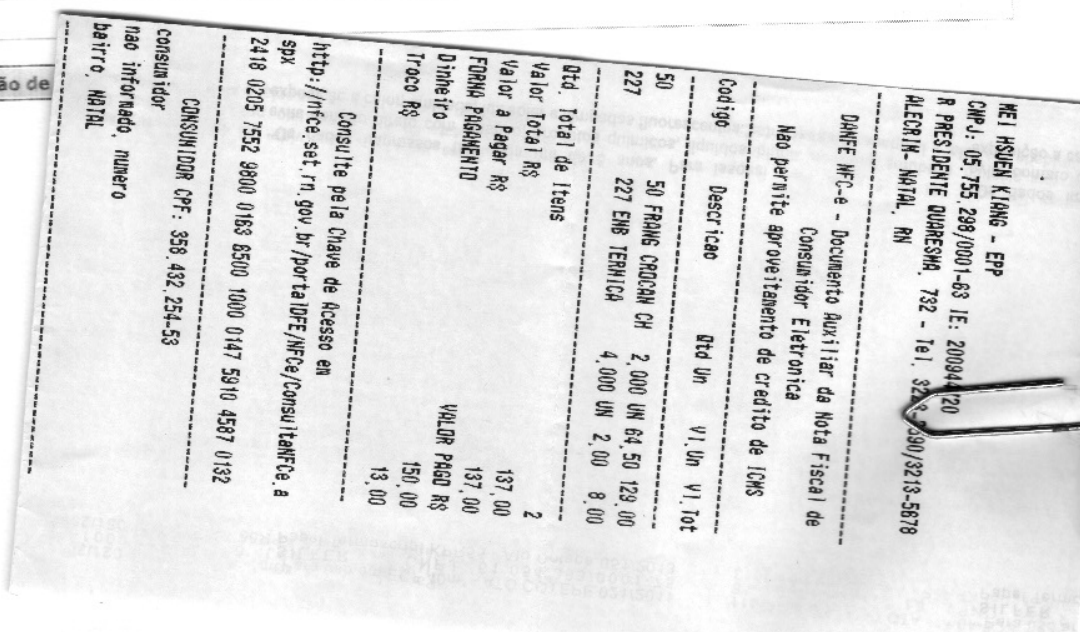 ão de
MEI HSUEN KIANG - EPP
CNPJ: 05.755.298/0001-63 IE: 20094
R PRESIDENTE QUARESMA, 732 - Tel.
ALECRIM NATAL, RN
DANFE NFC-e - Documento Auxiliar da Nota Fiscal de
Consumidor Eletronica
Nao permite aproveitamento de credito de ICMS
Codigo Descricao Qtd Un Vl.Un Vl.Tot
50 50 FRANG CROCAN CH 2,000 UN 64,50 129,00
227 227 EMB TERMICA 4,000 UN 2,00 8,00
Qtd. Total de Itens 2
Valor Total R$ 137,00
Valor a Pagar R$ 137,00
FORMA PAGAMENTO VALOR PAGO R$
Dinheiro 150,00
Troco R$ 13,00
Consulte pela Chave de Acesso em
http://nfce.set.rn.gov.br/portalDFE/NFCe/ConsultaNFCe.a
spx
2418 0205 7552 9800 0163 6500 1000 0147 5910 4587 0132
CONSUMIDOR CPF: 358.432.254-53
consumidor
nao informado, numero
bairro, NATAL,